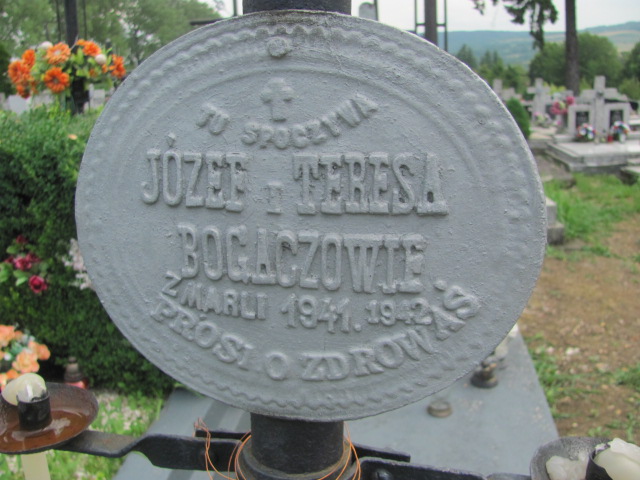 TU SPOCZYWA
JÓZEF I TERESA
BOGACZOWIE
ZMARLI 1941. 1942
PROSI O ZDROWAŚ